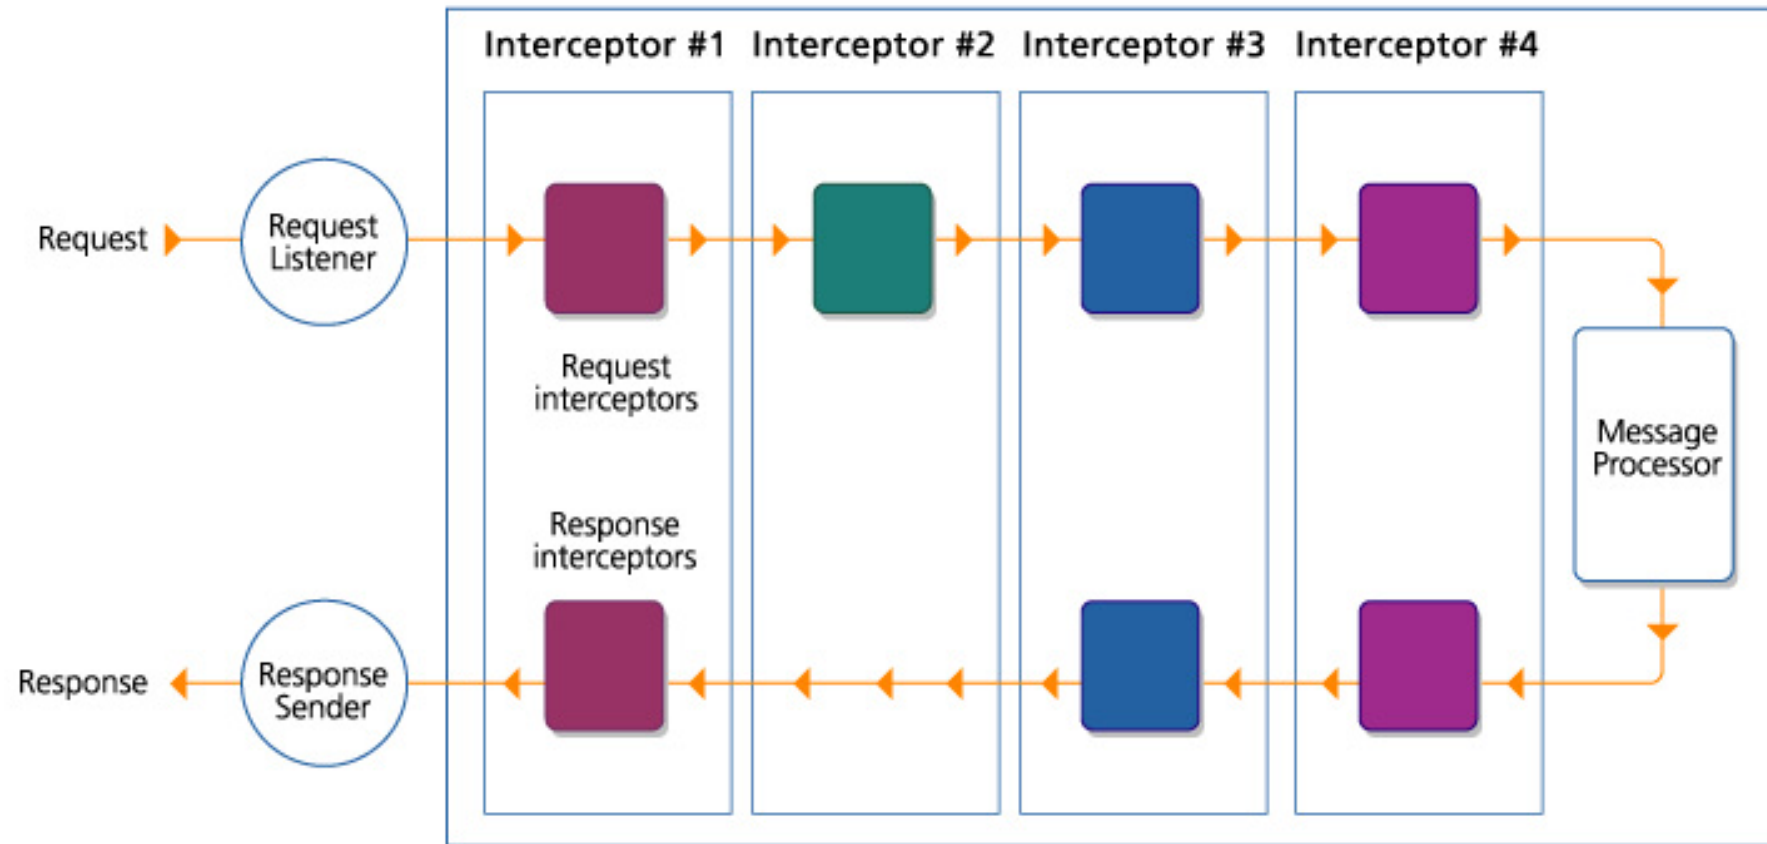 Interceptor #1
Interceptor #2
Interceptor #3
Interceptor #4
Request
Request
Listener
Request
interceptors
Message
Processor
Response
interceptors
Response
Response
Sender